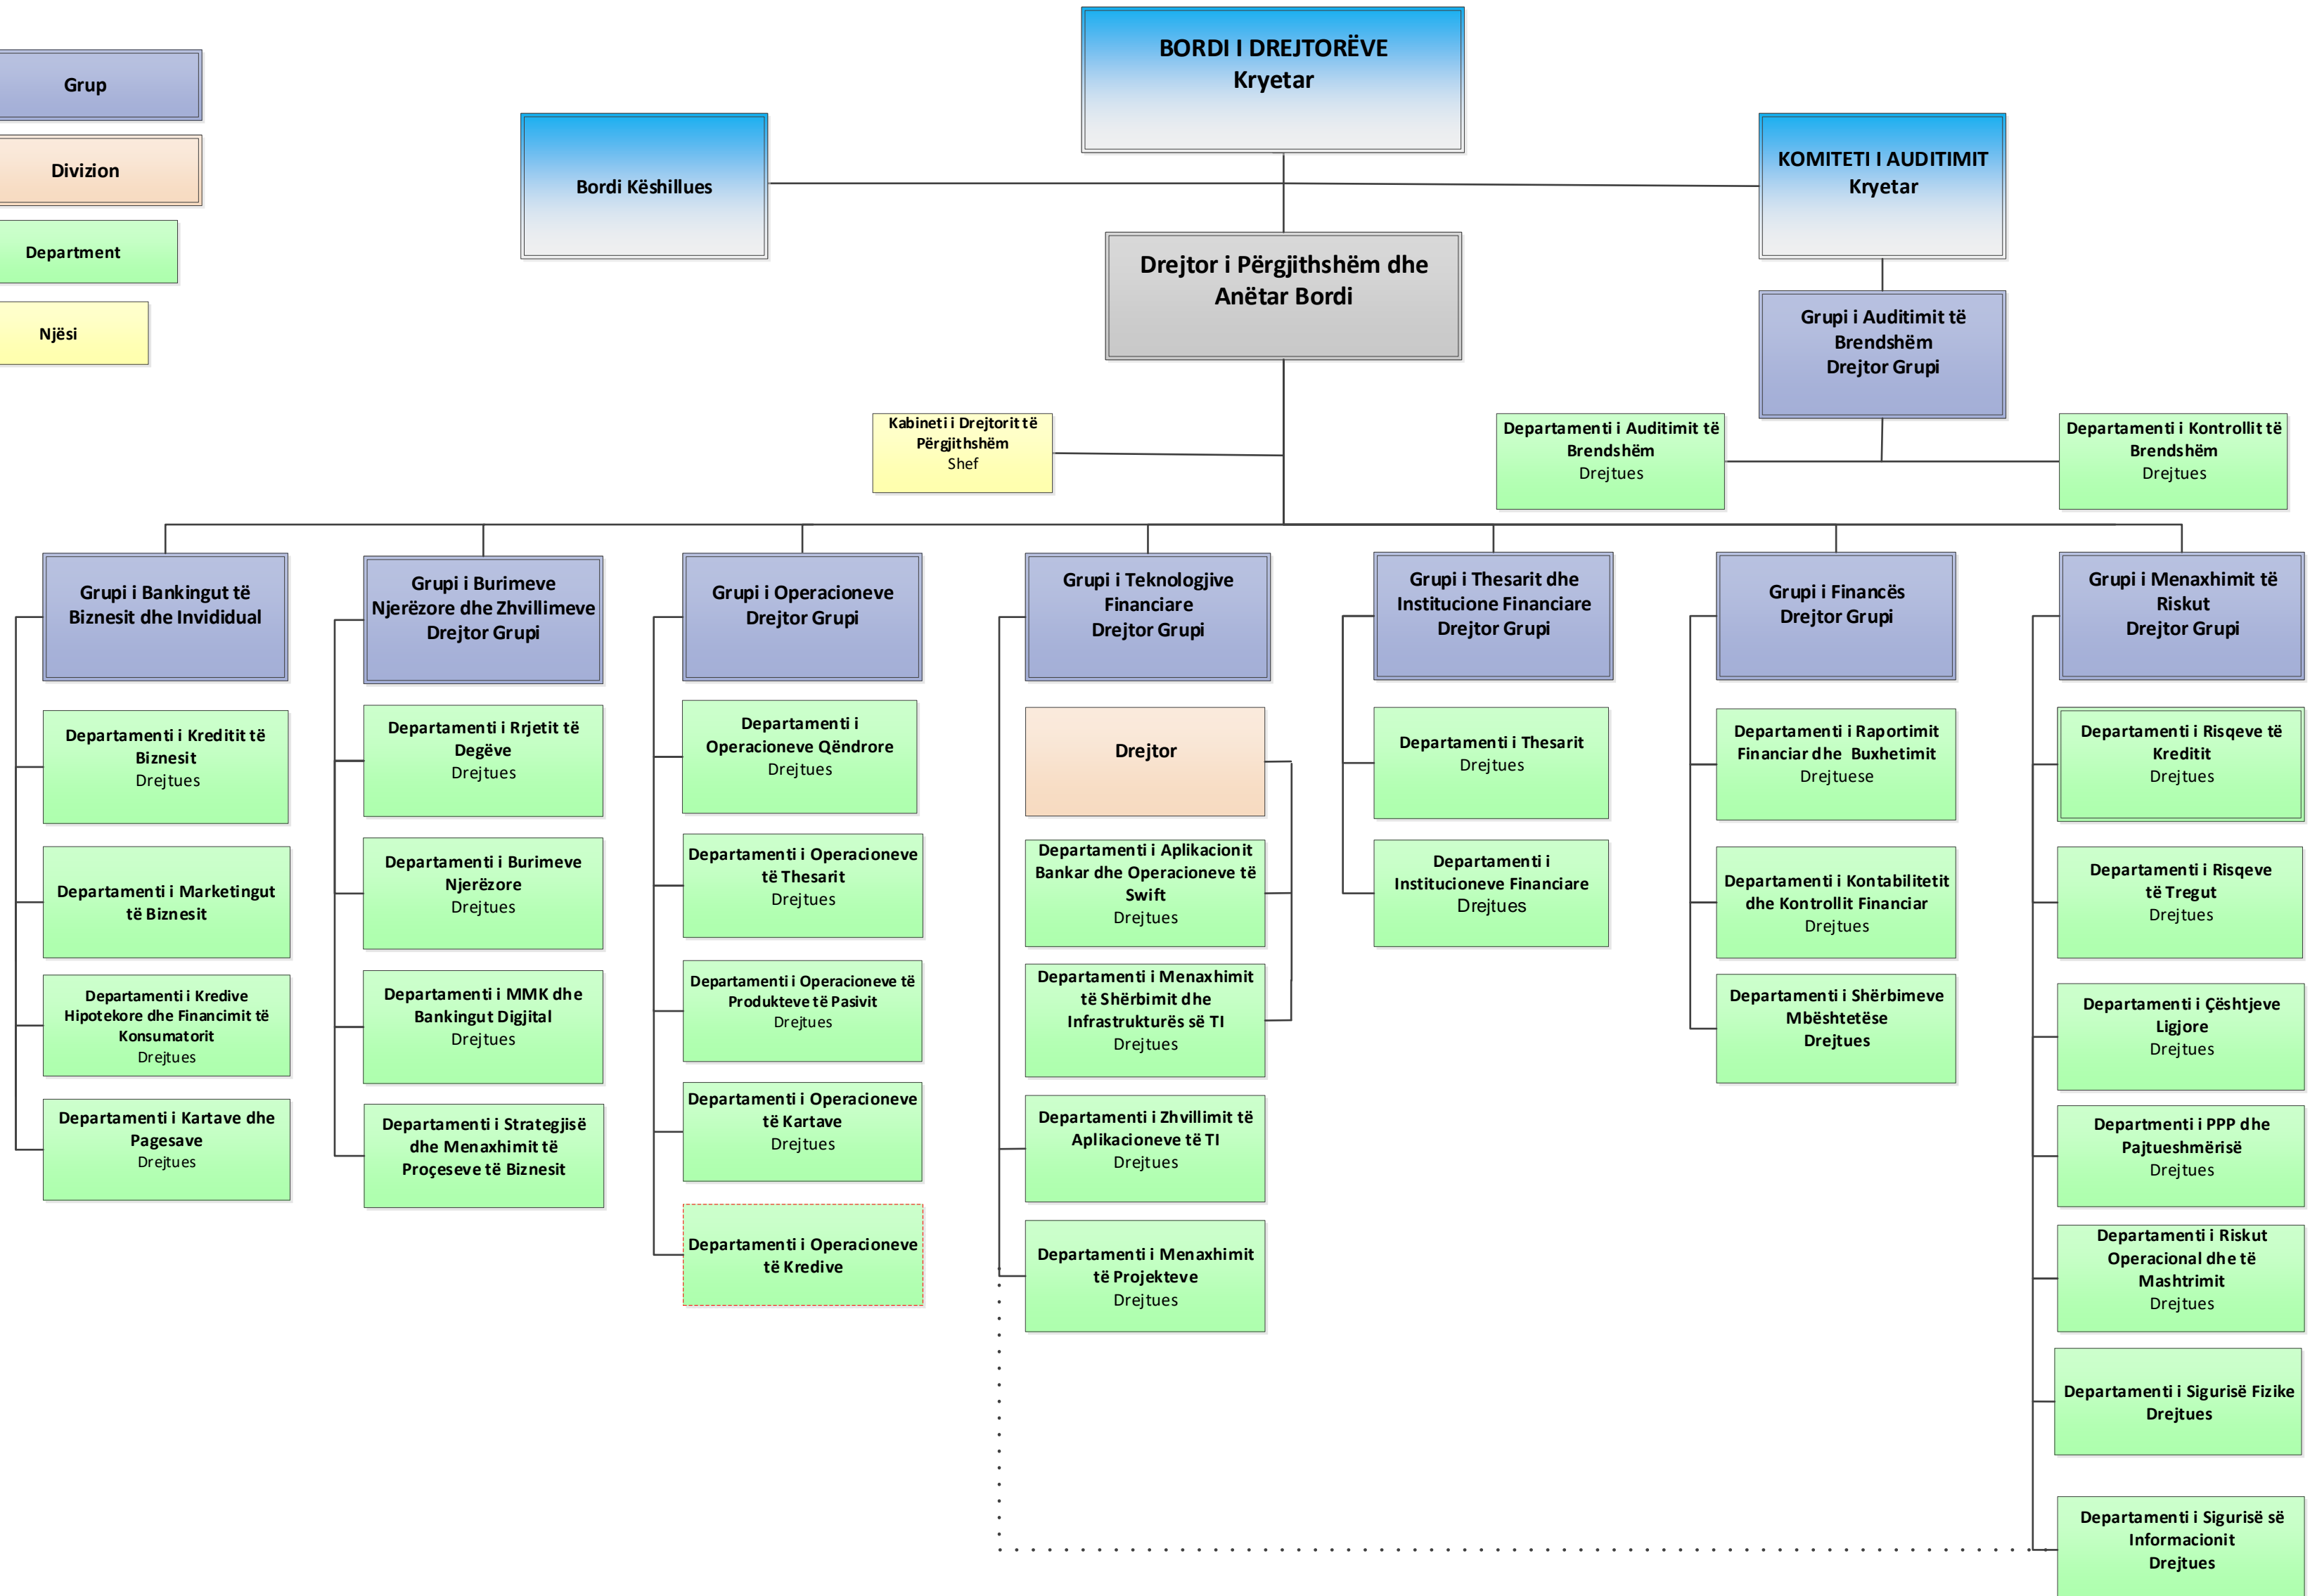 BORDI I DREJTORËVE
Kryetar
Grup
Divizion
Department
Njësi
Bordi Këshillues
KOMITETI I AUDITIMIT
Kryetar
Drejtor i Përgjithshëm dhe
Anëtar Bordi
Grupi i Auditimit të
Brendshëm
Drejtor Grupi
Kabineti i Drejtorit të
Përgjithshëm
Shef
Departamenti i Auditimit të
Brendshëm
Drejtues
Departamenti i Kontrollit të
Brendshëm
Drejtues
Grupi i Bankingut të
Biznesit dhe Invididual
Departamenti i Kreditit të
Biznesit
Drejtues
Departamenti i Marketingut
të Biznesit
Departamenti i Kredive
Hipotekore dhe Financimit të
Konsumatorit
Drejtues
Departamenti i Kartave dhe
Pagesave
Drejtues
Grupi i Burimeve
Njerëzore dhe Zhvillimeve
Drejtor Grupi
Departamenti i Rrjetit të
Degëve
Drejtues
Departamenti i Burimeve
Njerëzore
Drejtues
Departamenti i MMK dhe
Bankingut Digjital
Drejtues
Departamenti i Strategjisë
dhe Menaxhimit të
Proçeseve të Biznesit
Grupi i Operacioneve
Drejtor Grupi
Departamenti i
Operacioneve Qëndrore
Drejtues
Departamenti i Operacioneve
të Thesarit
Drejtues
Departamenti i Operacioneve të
Produkteve të Pasivit
Drejtues
Departamenti i Operacioneve
të Kartave
Drejtues
Departamenti i Operacioneve
të Kredive
Grupi i Teknologjive
Financiare
Drejtor Grupi
Drejtor
Departamenti i Aplikacionit
Bankar dhe Operacioneve të
Swift
Drejtues
Departamenti i Menaxhimit
të Shërbimit dhe
Infrastrukturës së TI
Drejtues
Departamenti i Zhvillimit të
Aplikacioneve të TI
Drejtues
Departamenti i Menaxhimit
të Projekteve
Drejtues
Grupi i Thesarit dhe
Institucione Financiare
Drejtor Grupi
Departamenti i Thesarit
Drejtues
Departamenti i
Institucioneve Financiare
Drejtues
Grupi i Financës
Drejtor Grupi
Departamenti i Raportimit
Financiar dhe  Buxhetimit
Drejtuese
Departamenti i Kontabilitetit
dhe Kontrollit Financiar
Drejtues
Departamenti i Shërbimeve
Mbështetëse
Drejtues
Grupi i Menaxhimit të
Riskut
Drejtor Grupi
Departamenti i Risqeve të
Kreditit
Drejtues
Departamenti i Risqeve
të Tregut
Drejtues
Departamenti i Çështjeve
Ligjore
Drejtues
Departmenti i PPP dhe
Pajtueshmërisë
Drejtues
Departamenti i Riskut
Operacional dhe të
Mashtrimit
Drejtues
Departamenti i Sigurisë Fizike
Drejtues
Departamenti i Sigurisë së
Informacionit
Drejtues